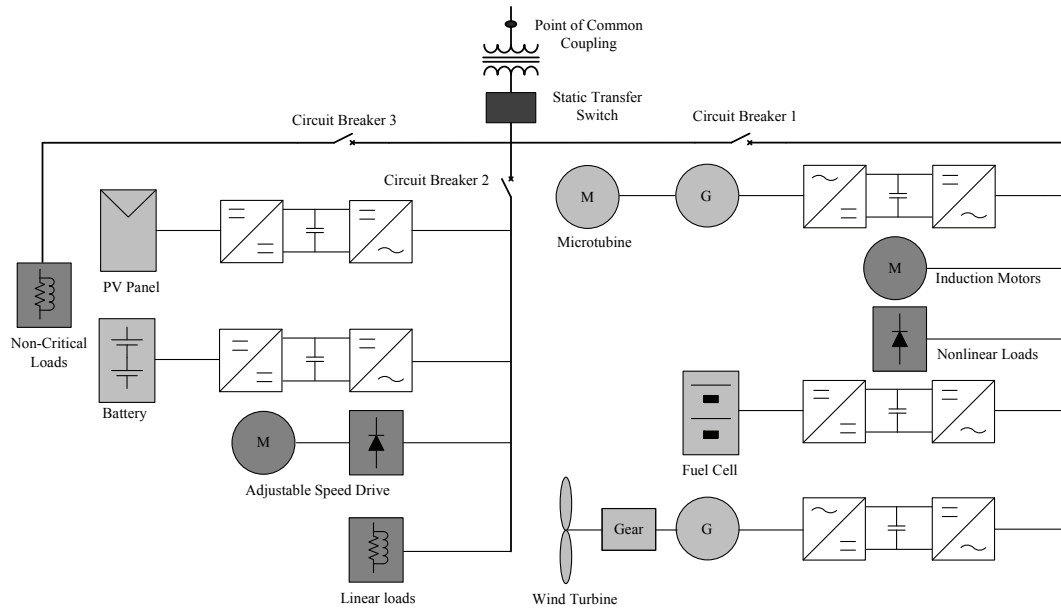 Point of Common
Coupling
Static Transfer
Switch
Circuit Breaker 3
Circuit Breaker 1
Circuit Breaker 2
M
G
Microtubine
PV Panel
M
Induction Motors
Non-Critical
Loads
Nonlinear Loads
Battery
M
Adjustable Speed Drive
Fuel Cell
Gear
G
Linear loads
Wind Turbine